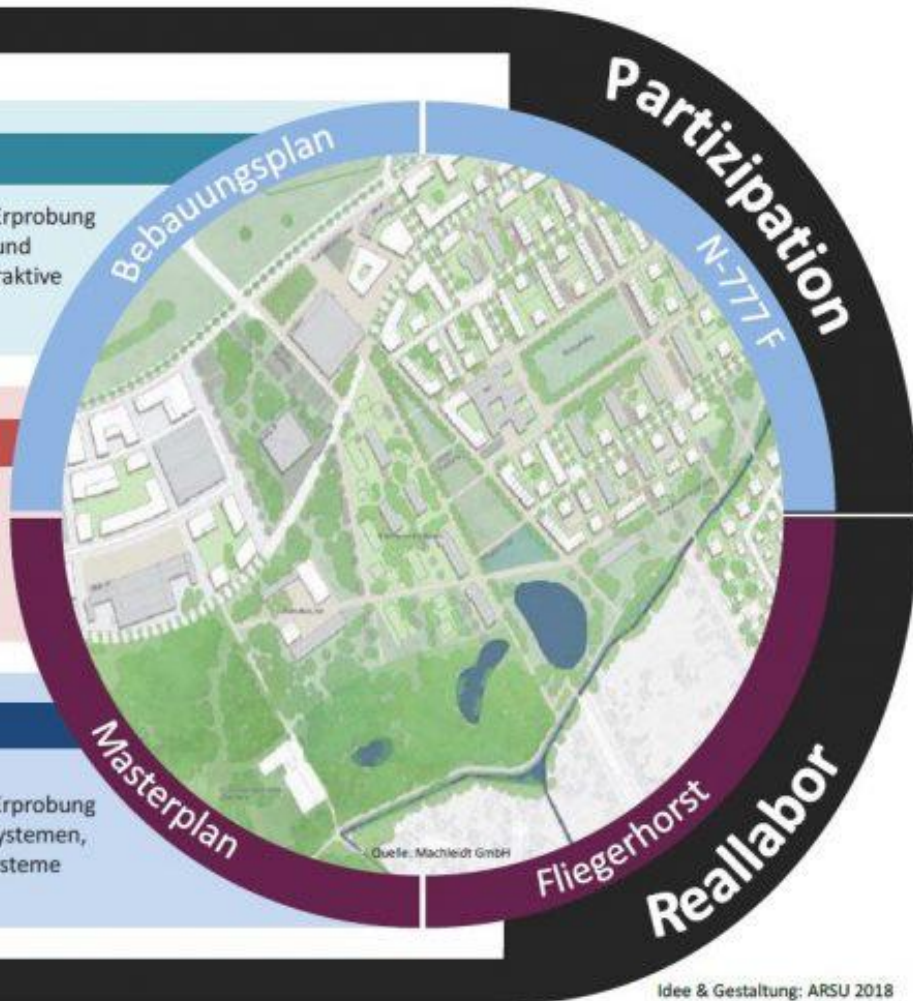 Partizipation
Bebauungsplan
N-777 F
Erprobung
und
raktive
Masterplan
Fliegerhorst
Reallabor
Erprobung
ystemen,
steme
Quelle: Machleidt GmbH
Idee & Gestaltung: ARSU 2018